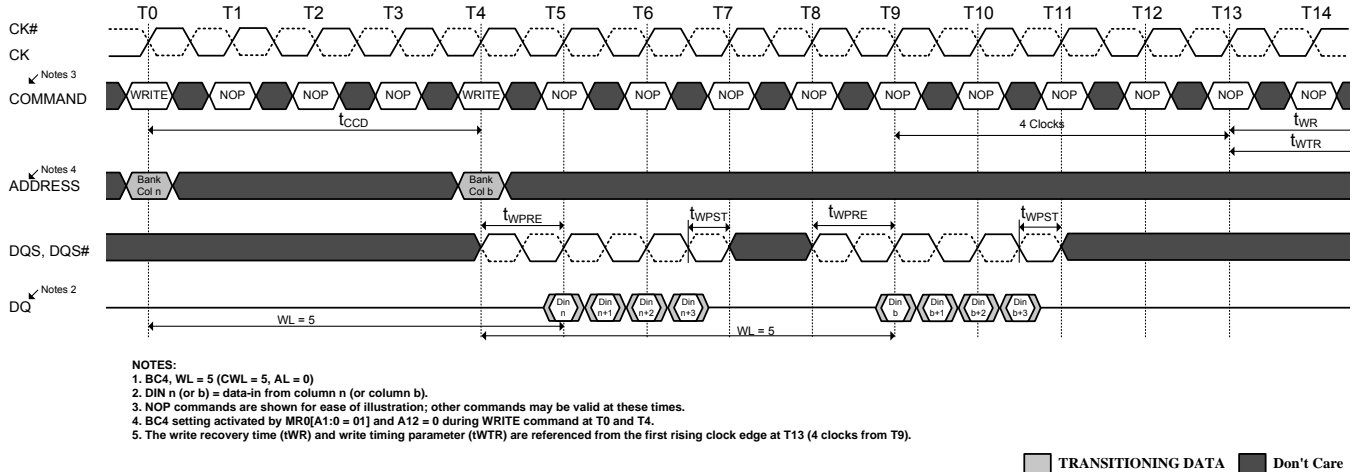 T0 T1 T2 T3 T4 T5 T6 T7 T8 T9 T10 T11 T12 T13 T14
CK#
CK
Notes 3
COMMAND WRITE NOP NOP NOP WRITE NOP NOP NOP NOP NOP NOP NOP NOP NOP NOP
tCCD 4 Clocks tWR
tWTR
Notes 4
ADDRESS Bank Col n Bank Col b
tWPRE tWPST tWPRE tWPST
DQS, DQS#
Notes 2
DQ Din n Din n+1 Din n+2 Din n+3 Din b Din b+1 Din b+2 Din b+3
WL = 5 WL = 5
NOTES:
1. BC4, WL = 5 (CWL = 5, AL = 0)
2. DIN n (or b) = data-in from column n (or column b).
3. NOP commands are shown for ease of illustration; other commands may be valid at these times.
4. BC4 setting activated by MR0[A1:0 = 01] and A12 = 0 during WRITE command at T0 and T4.
5. The write recovery time (tWR) and write timing parameter (tWTR) are referenced from the first rising clock edge at T13 (4 clocks from T9).
TRANSITIONING DATA Don't Care